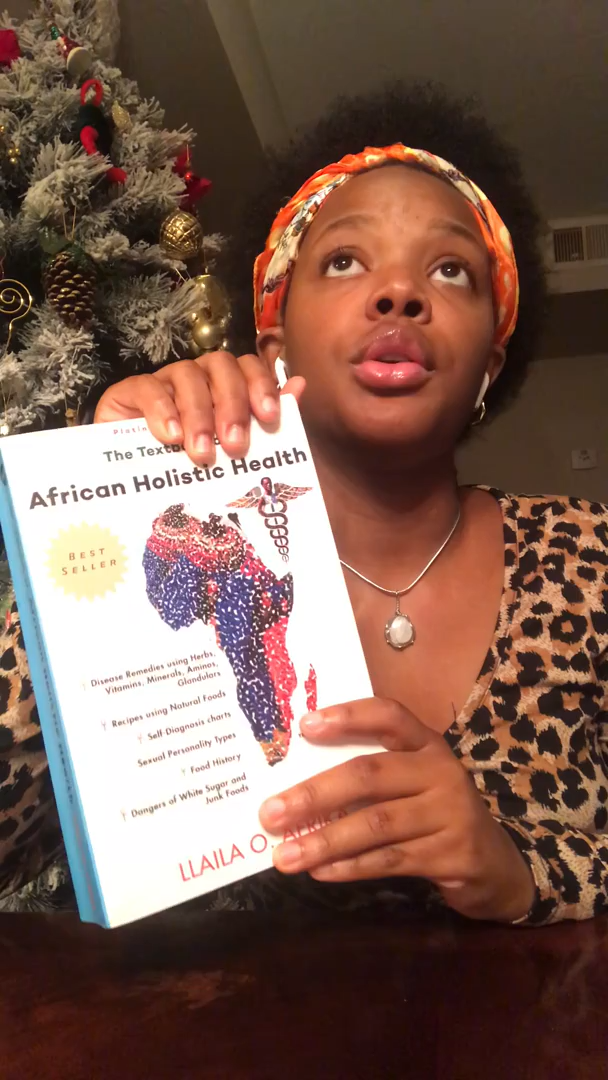 The
African Holistic Health
BEST
SELLER
Disease Remedies using Herbs,
Vitamins, Minerals, Aminos,
Glandulars
Recipes using Natural Foods
Self-Diagnosis charts
Sexual Personality Types
Food History
Dangers of White Sugar and
Junk Foods
LLAILA O.